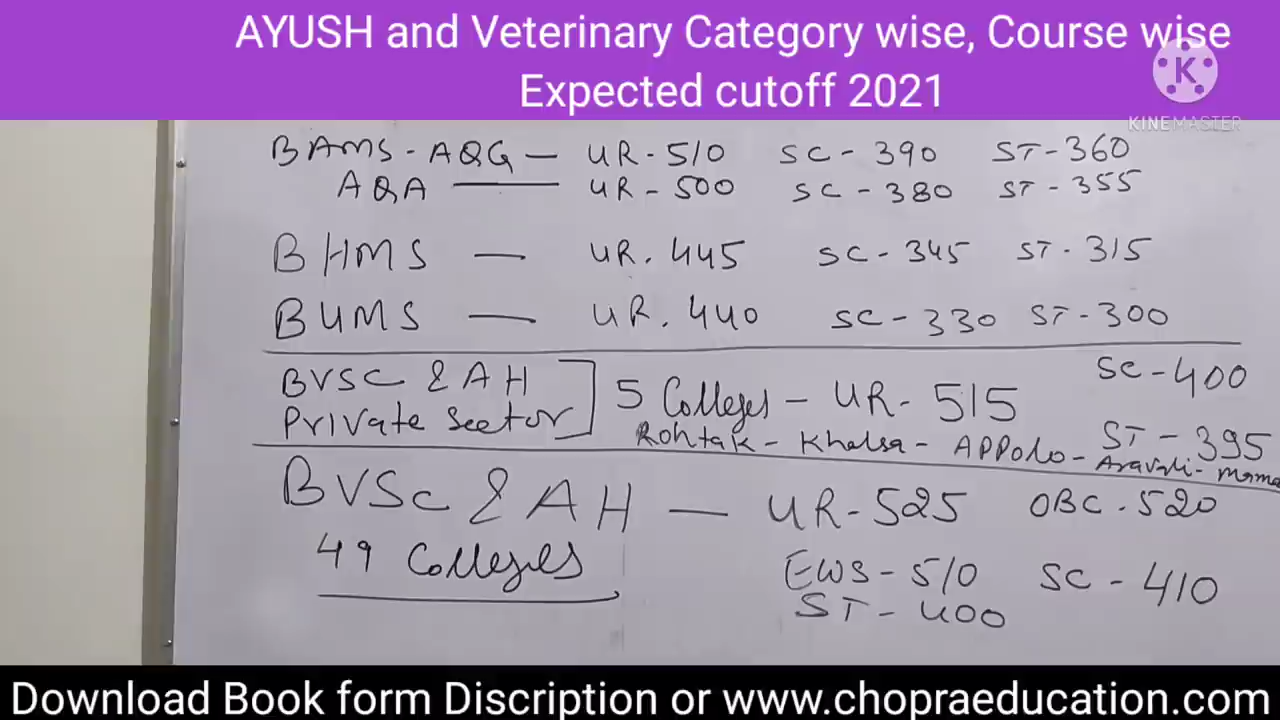 AYUSH and Veterinary Category wise, Course wise
Expected cutoff 2021
K
KINEMASTER
BAMS - AQG — UR - 510 SC - 390 ST - 360
AQA — UR - 500 SC - 380 ST - 355
BHMS — UR. 445 SC - 345 ST - 315
BUMS — UR. 440 SC - 330 ST - 300
BVSC & AH
Private Sector ] 5 Colleges - UR - 515 SC - 400
Rohtak - Khalsa - APPolo - Aravali - ST - 395
BVSc & AH — UR - 525 OBC - 520
49 Colleges EWS - 510 SC - 410
ST - 400
Download Book form Discription or www.chopraeducation.com